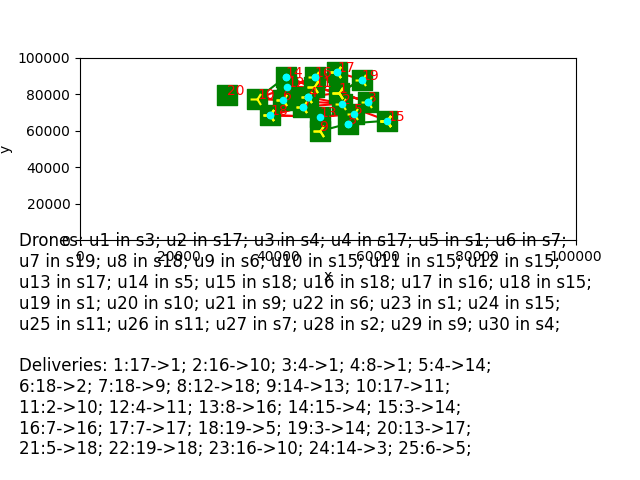 100000
80000
60000
40000
20000
0
y
0 20000 40000 60000 80000 100000
x
20
19
17
15
Drones: u1 in s3; u2 in s17; u3 in s4; u4 in s17; u5 in s1; u6 in s7;
u7 in s19; u8 in s18; u9 in s6; u10 in s15; u11 in s15; u12 in s15;
u13 in s17; u14 in s5; u15 in s18; u16 in s18; u17 in s16; u18 in s15;
u19 in s1; u20 in s10; u21 in s9; u22 in s6; u23 in s1; u24 in s15;
u25 in s11; u26 in s11; u27 in s7; u28 in s2; u29 in s9; u30 in s4;
Deliveries: 1:17->1; 2:16->10; 3:4->1; 4:8->1; 5:4->14;
6:18->2; 7:18->9; 8:12->18; 9:14->13; 10:17->11;
11:2->10; 12:4->11; 13:8->16; 14:15->4; 15:3->14;
16:7->16; 17:7->17; 18:19->5; 19:3->14; 20:13->17;
21:5->18; 22:19->18; 23:16->10; 24:14->3; 25:6->5;